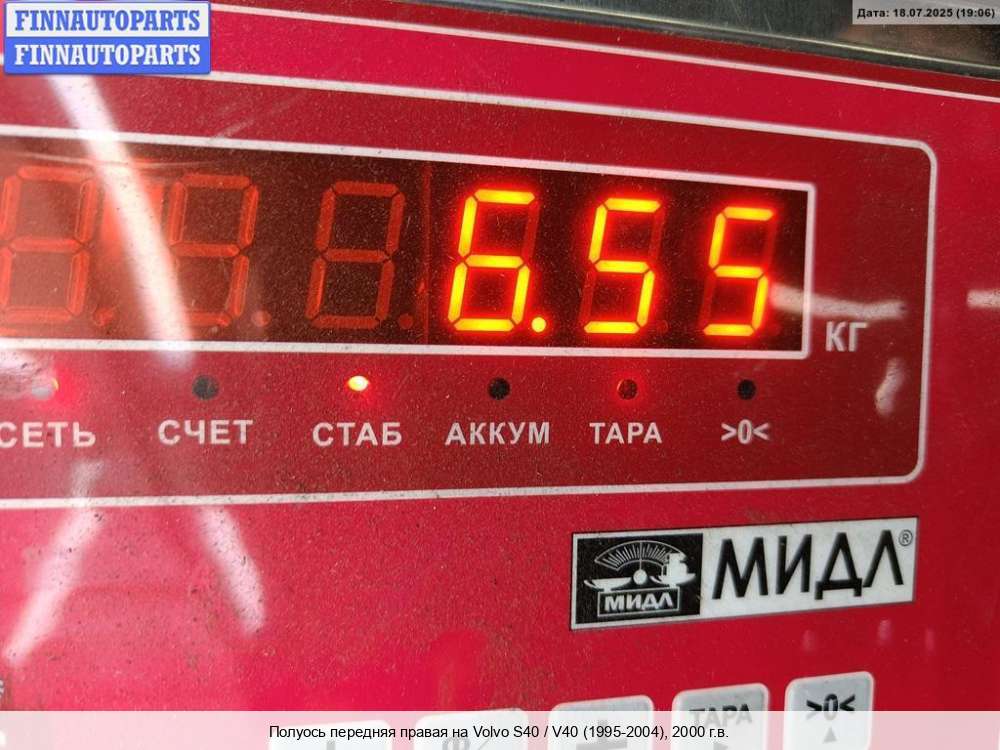 FINNAUTOPARTS
FINNAUTOPARTS
Дата: 18.07.2025 (19:06)
6.55
КГ
СЕТЬ СЧЕТ СТАБ АККУМ ТАРА >0<
МИДЛ
МИДЛ®
ТАРА >0<
Полуось передняя правая на Volvo S40 / V40 (1995-2004), 2000 г.в.